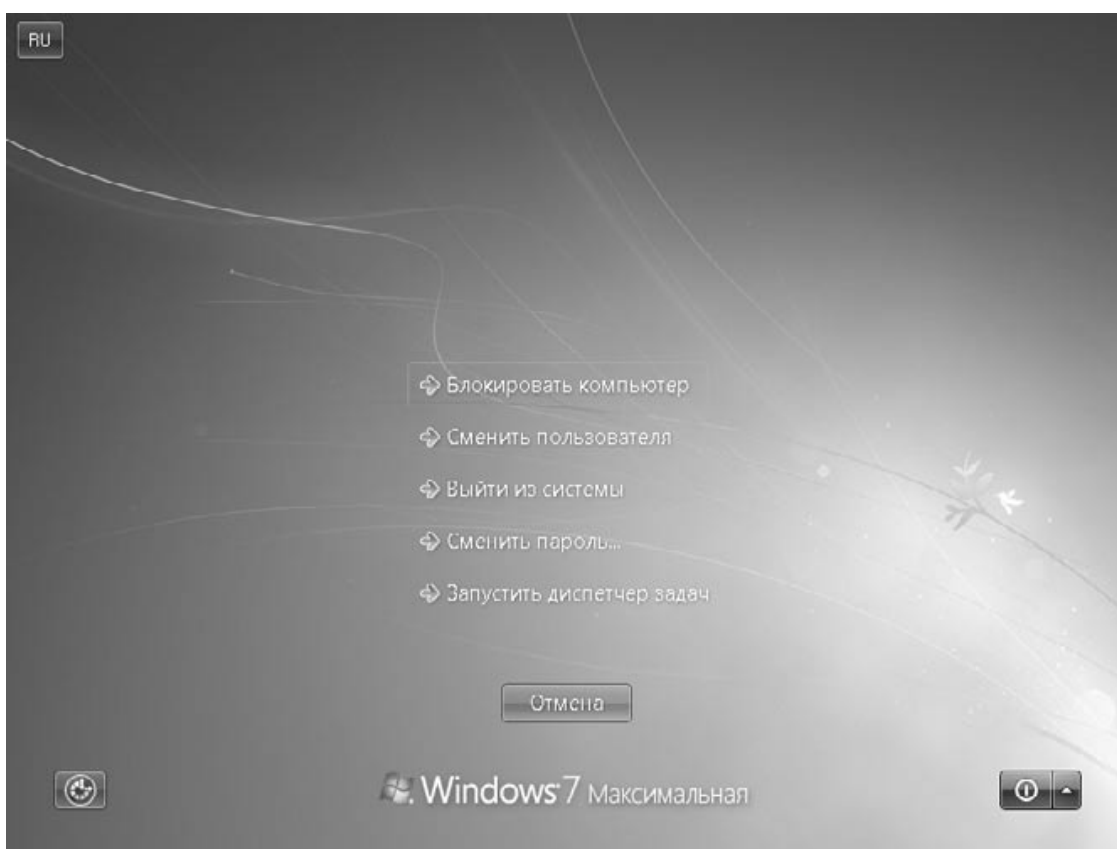 RU
Блокировать компьютер
Сменить пользователя
Выйти из системы
Сменить пароль...
Запустить диспетчер задач
Отмена
Windows 7 Максимальная